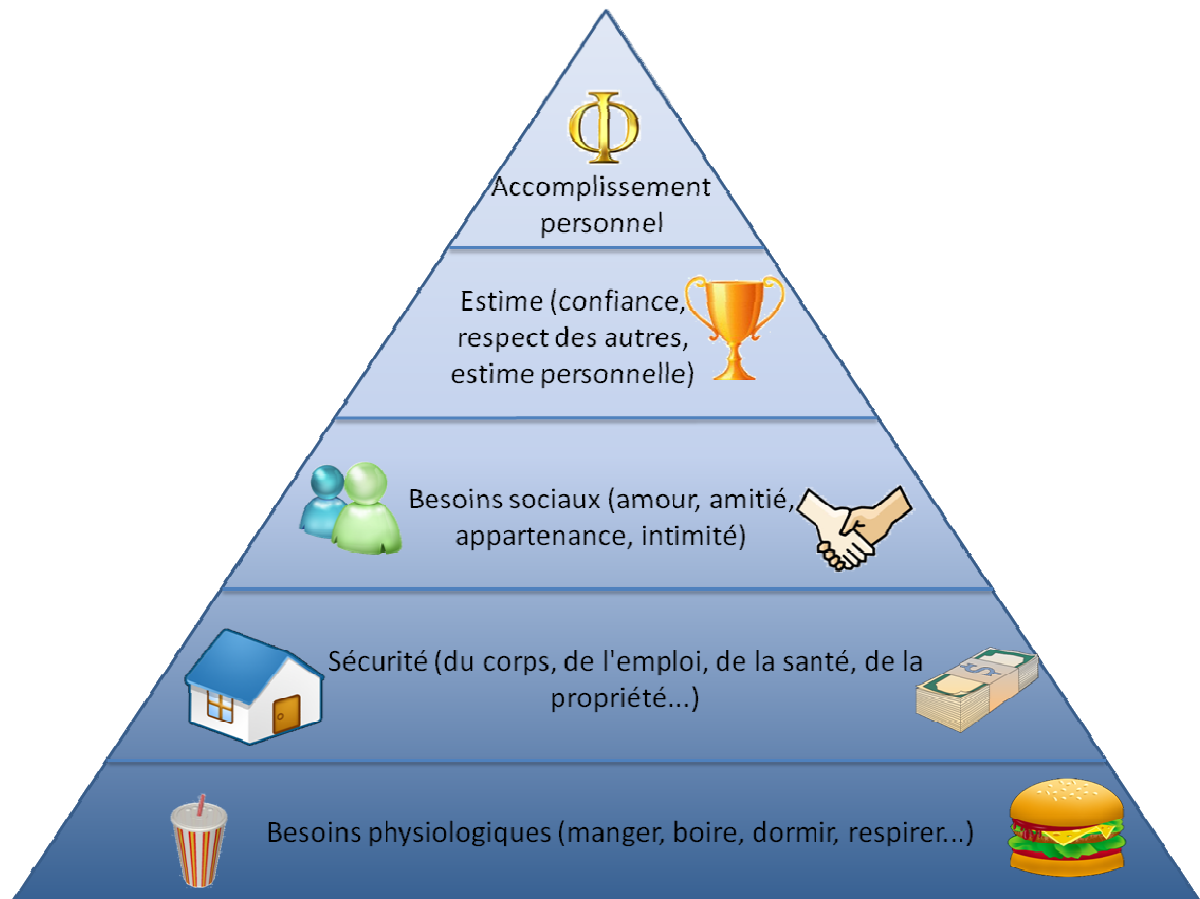 Φ
Accomplissement
personnel
Estime (confiance,
respect des autres,
estime personnelle)
Besoins sociaux (amour, amitié,
appartenance, intimité)
Sécurité (du corps, de l'emploi, de la santé, de la
propriété...)
Besoins physiologiques (manger, boire, dormir, respirer...)